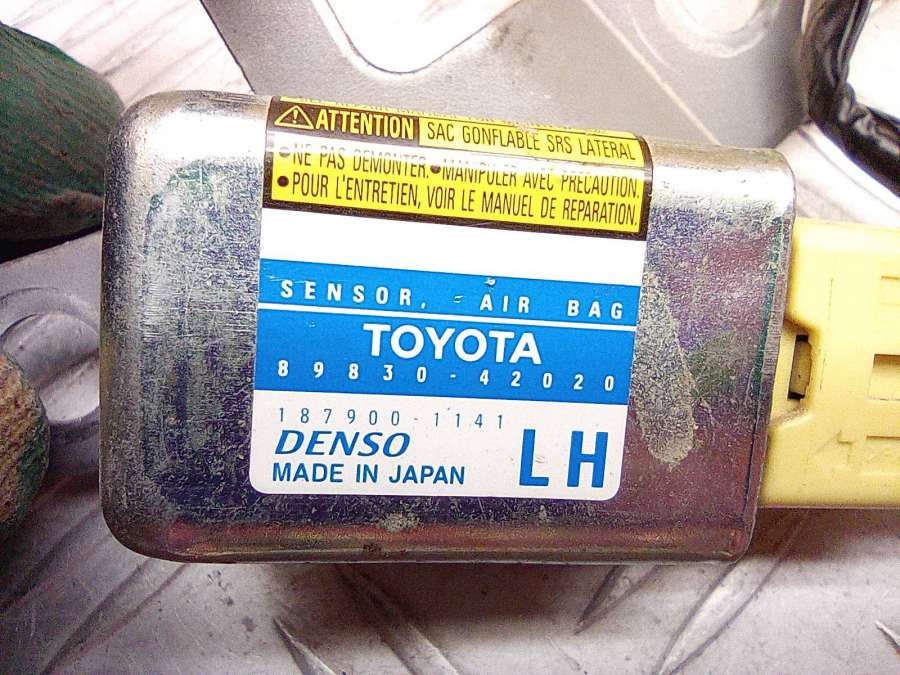 ATTENTION SAC GONFLABLE SRS LATERAL
•NE PAS DEMONTER.•MANIPULER AVEC PRECAUTION.
•POUR L'ENTRETIEN, VOIR LE MANUEL DE REPARATION.
SENSOR, AIR BAG
TOYOTA
89830-42020
187900-1141
DENSO
MADE IN JAPAN
LH